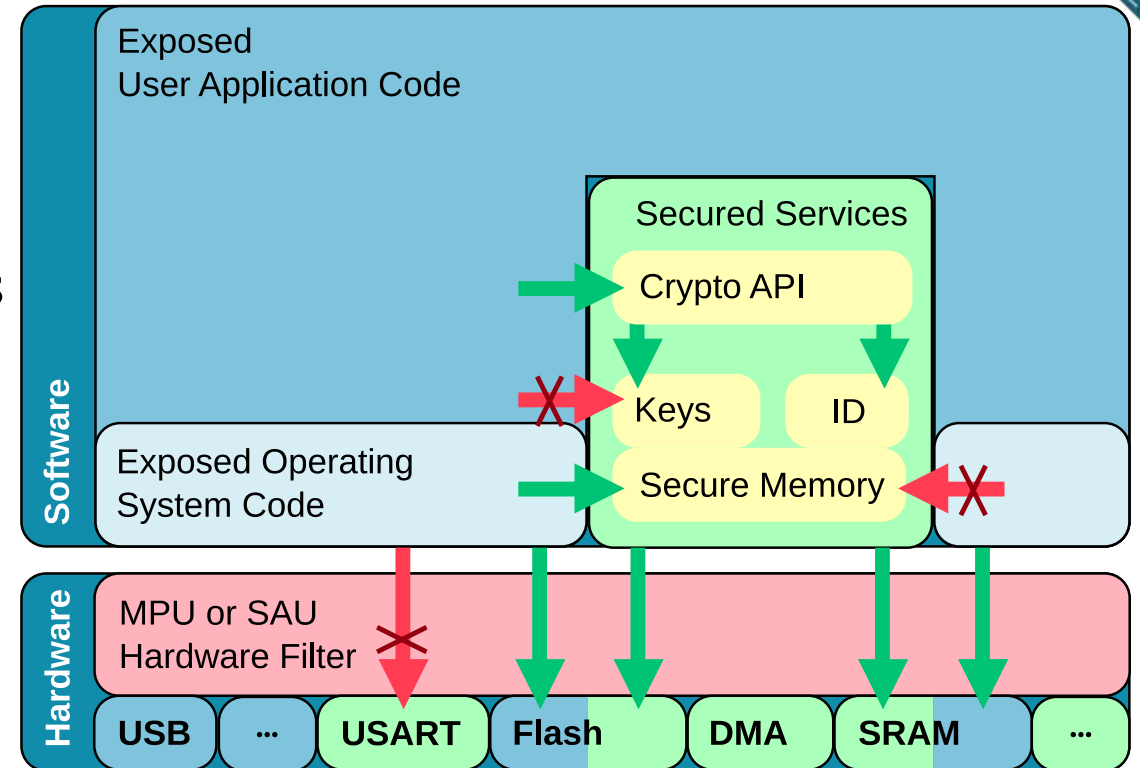 Exposed
User Application Code
Secured Services
s
Crypto API
Keys
ID
Exposed Operating
System Code
Secure Memory
Software
MPU or SAU
Hardware Filter
Hardware
USB
...
USART
Flash
DMA
SRAM
...